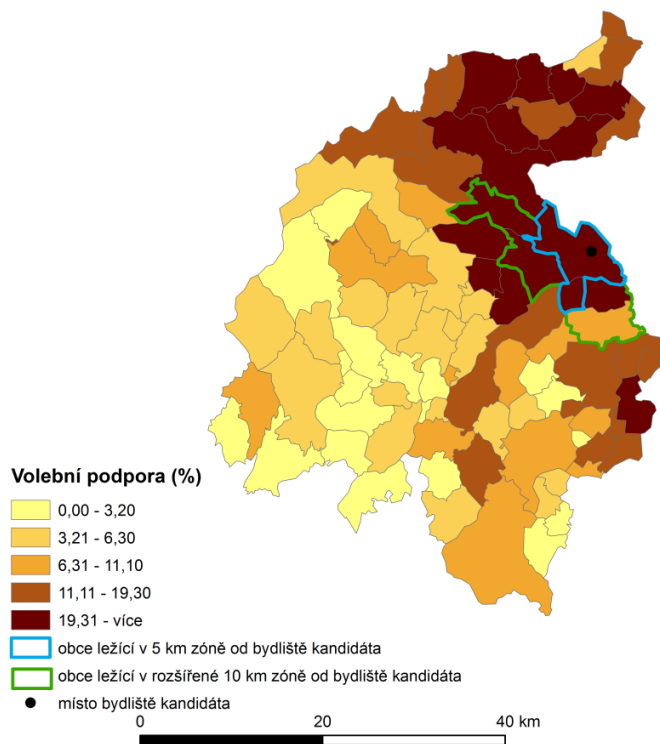 Volební podpora (%)
0,00 - 3,20
3,21 - 6,30
6,31 - 11,10
11,11 - 19,30
19,31 - více
obce ležící v 5 km zóně od bydliště kandidáta
obce ležící v rozšířené 10 km zóně od bydliště kandidáta
místo bydliště kandidáta
0 20 40 km